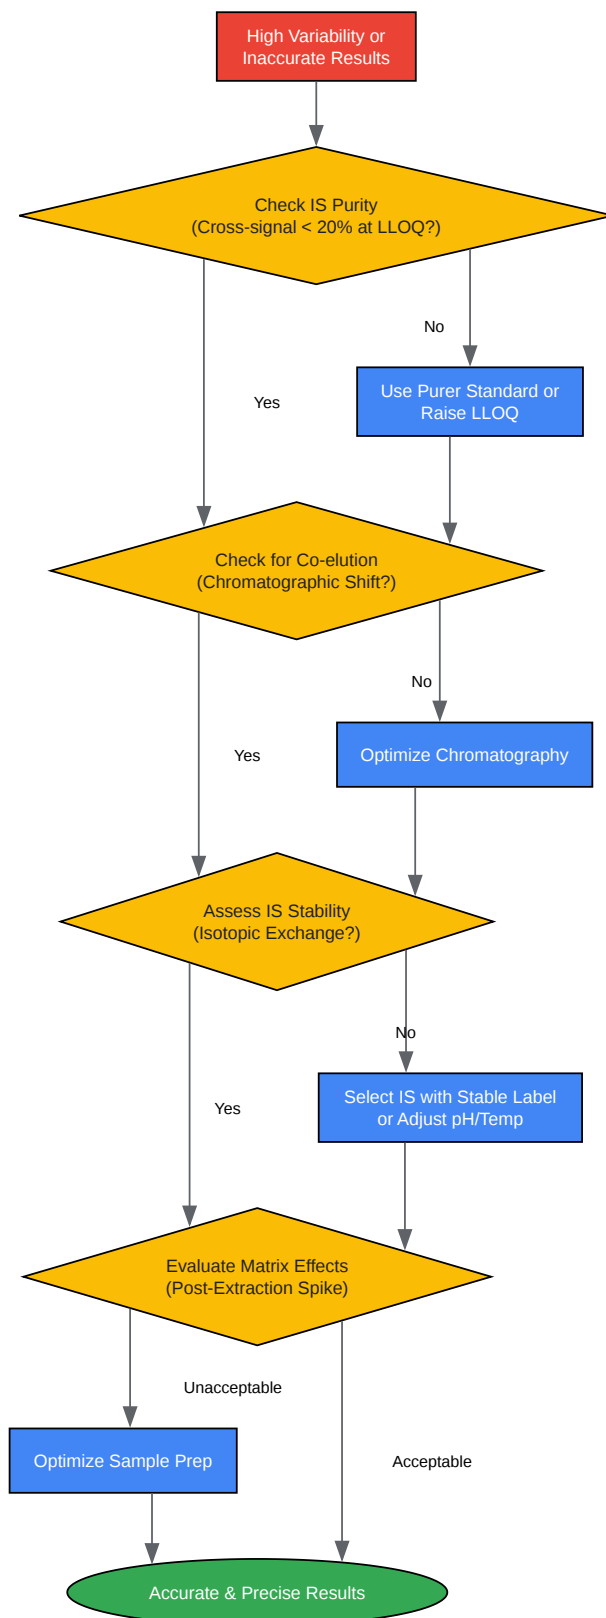 High Variability or
Inaccurate Results
Check IS Purity
(Cross-signal < 20% at LLOQ?)
No
Use Purer Standard or
Raise LLOQ
Yes
Check for Co-elution
(Chromatographic Shift?)
No
Optimize Chromatography
Yes
Assess IS Stability
(Isotopic Exchange?)
No
Select IS with Stable Label
or Adjust pH/Temp
Yes
Evaluate Matrix Effects
(Post-Extraction Spike)
Unacceptable
Optimize Sample Prep
Acceptable
Accurate & Precise Results